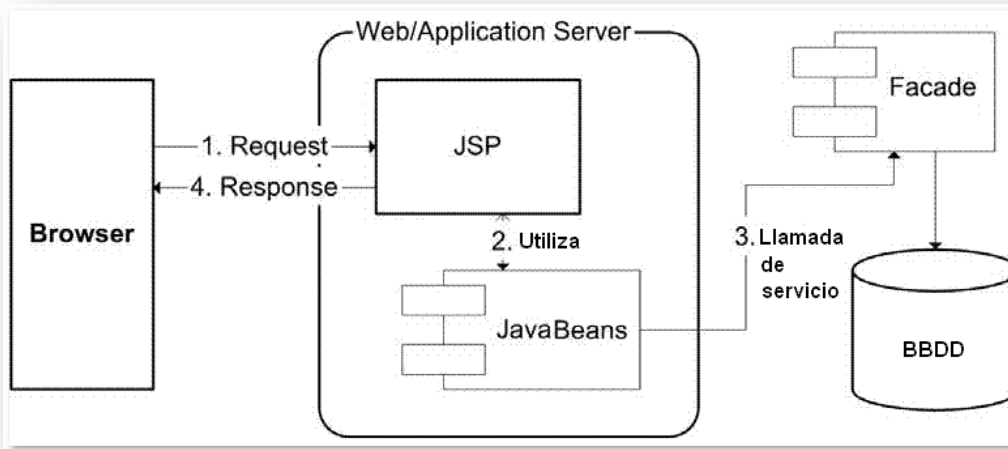 Web/Application Server
Facade
1. Request
JSP
4. Response
Browser
2. Utiliza
3. Llamada
de
servicio
JavaBeans
BBDD